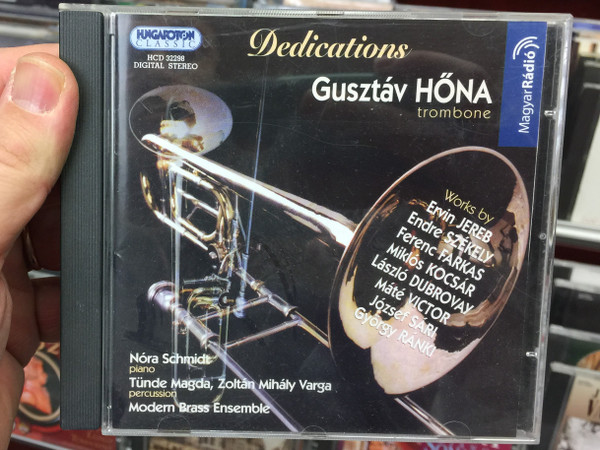 HUNGAROTON
CLASSIC
HCD 32298
DIGITAL STEREO
Dedications
MagyarRádió
Gusztáv HŐNA
trombone
Works by
Ervin JEREB
Endre SZÉKELY
Ferenc FARKAS
Miklós KOCSÁR
László DUBROVAY
Máté VICTOR
József SÁRI
György RÁNKI
Nóra Schmidt
piano
Tünde Magda, Zoltán Mihály Varga
percussion
Modern Brass Ensemble